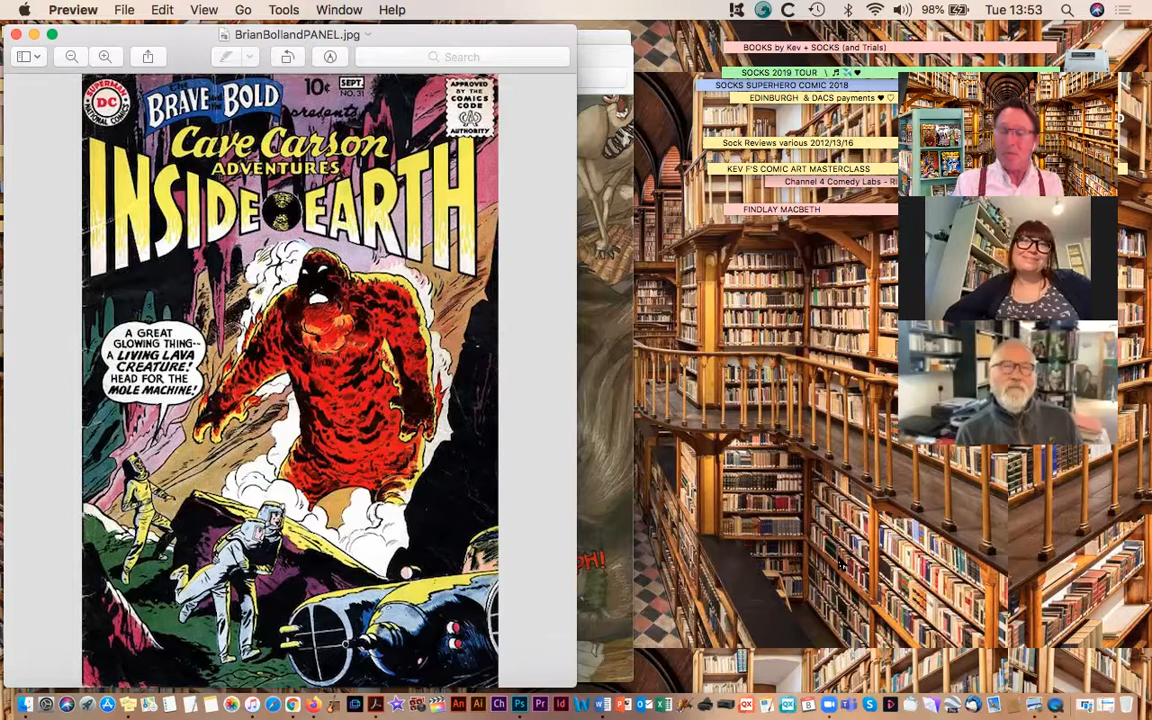 Preview File Edit View Go Tools Window Help
98% Tue 13:53
BrianBollandPANEL.jpg
Search
SUPERMAN
DC
NATIONAL COMICS
The BRAVE and the BOLD
presents
10¢
SEPT.
NO. 31
APPROVED
BY THE
COMICS
CODE
AUTHORITY
Cave Carson
ADVENTURES
INSIDE EARTH
A GREAT
GLOWING THING--
A LIVING LAVA
CREATURE!
HEAD FOR THE
MOLE MACHINE!
OH!
BOOKS by Kev + SOCKS (and Trials)
SOCKS 2019 TOUR
SOCKS SUPERHERO COMIC 2018
EDINBURGH & DACS payments ♥ ♡
Sock Reviews various 2012/13/16
KEV F'S COMIC ART MASTERCLASS
Channel 4 Comedy Labs -
FINDLAY MACBETH